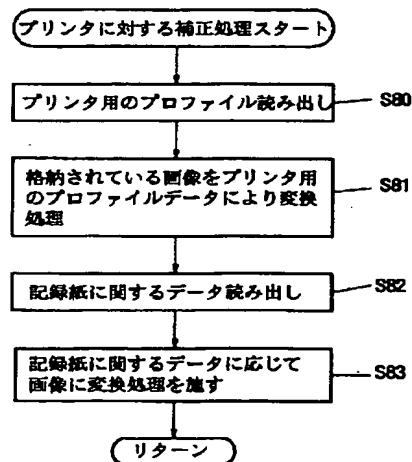 プリンタに対する補正処理スタート
プリンタ用のプロファイル読み出し
S80
格納されている画像をプリンタ用
のプロファイルデータにより変換
処理
S81
記録紙に関するデータ読み出し
S82
記録紙に関するデータに応じて
画像に変換処理を施す
S83
リターン